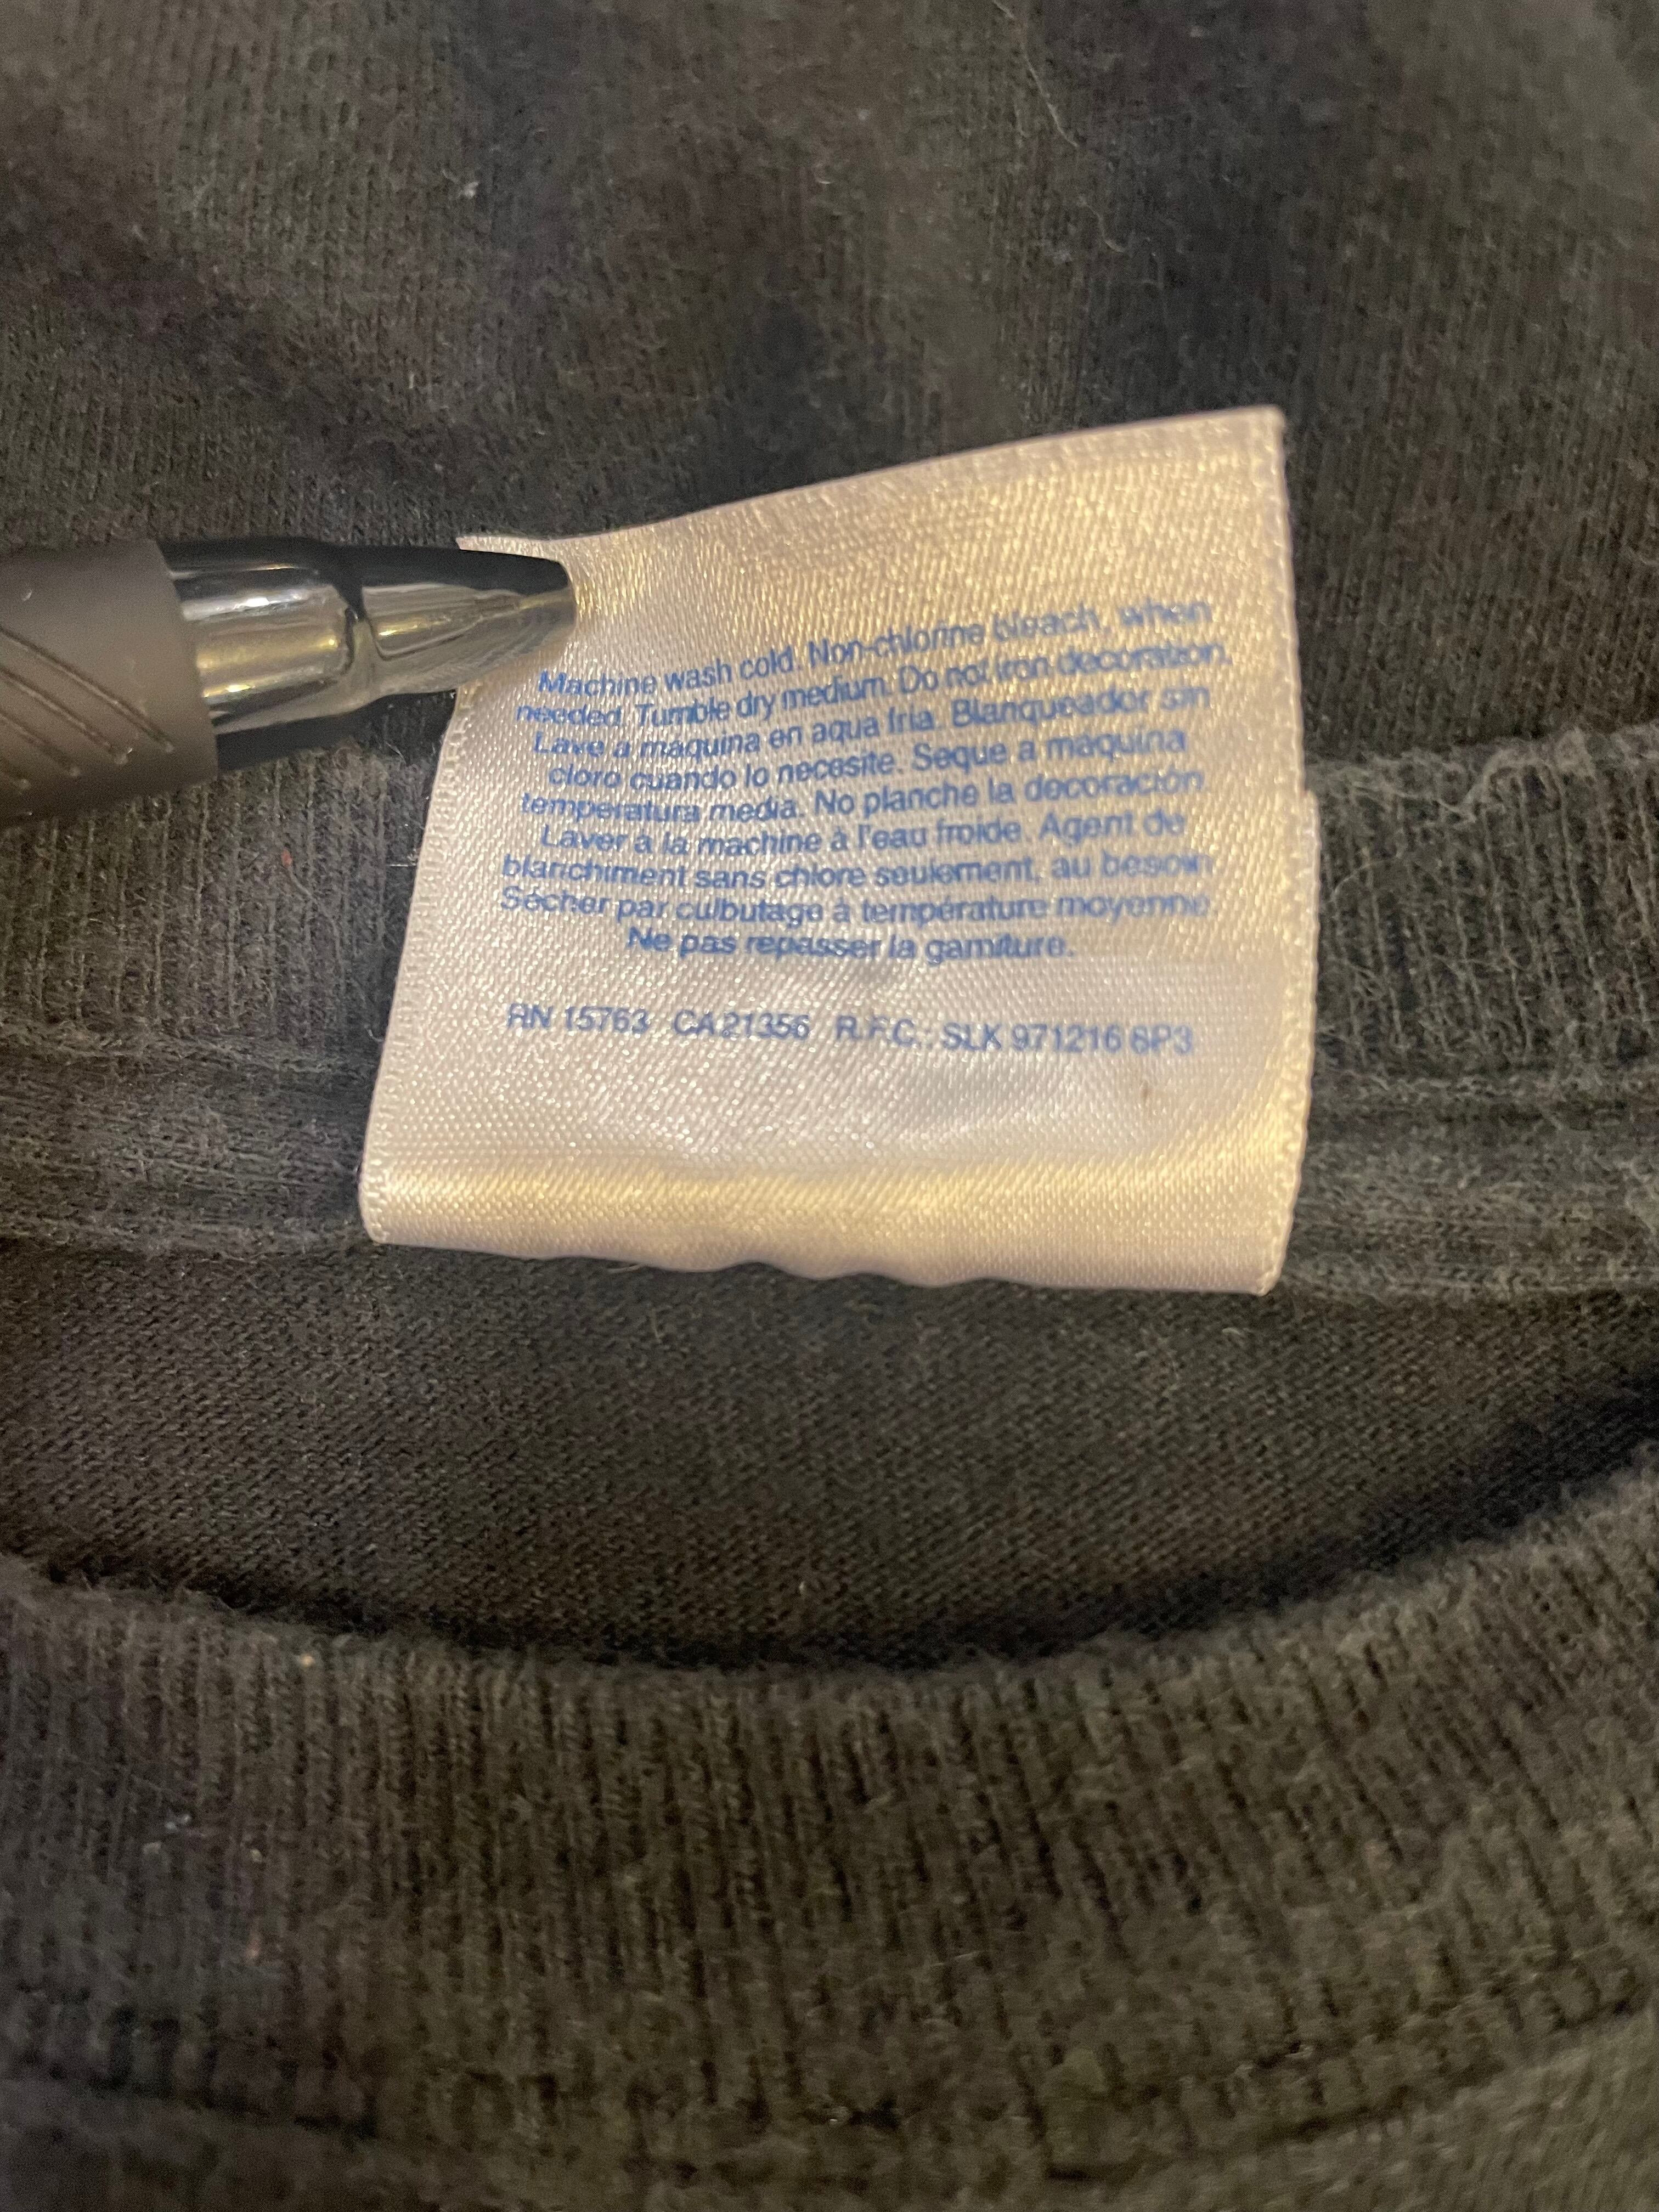 Machine wash cold. Non-chlorine bleach, when
needed. Tumble dry medium. Do not iron decoration.
Lave a maquina en aqua fria. Blanqueador sin
cloro cuando lo necesite. Seque a maquina
temperatura media. No planche la decoración.
Laver à la machine à l'eau froide. Agent de
blanchiment sans chlore seulement, au besoin
Sécher par culbutage à température moyenne
Ne pas repasser la garniture.
RN 15763 CA 21356 R.F.C.: SLK 971216 6P3